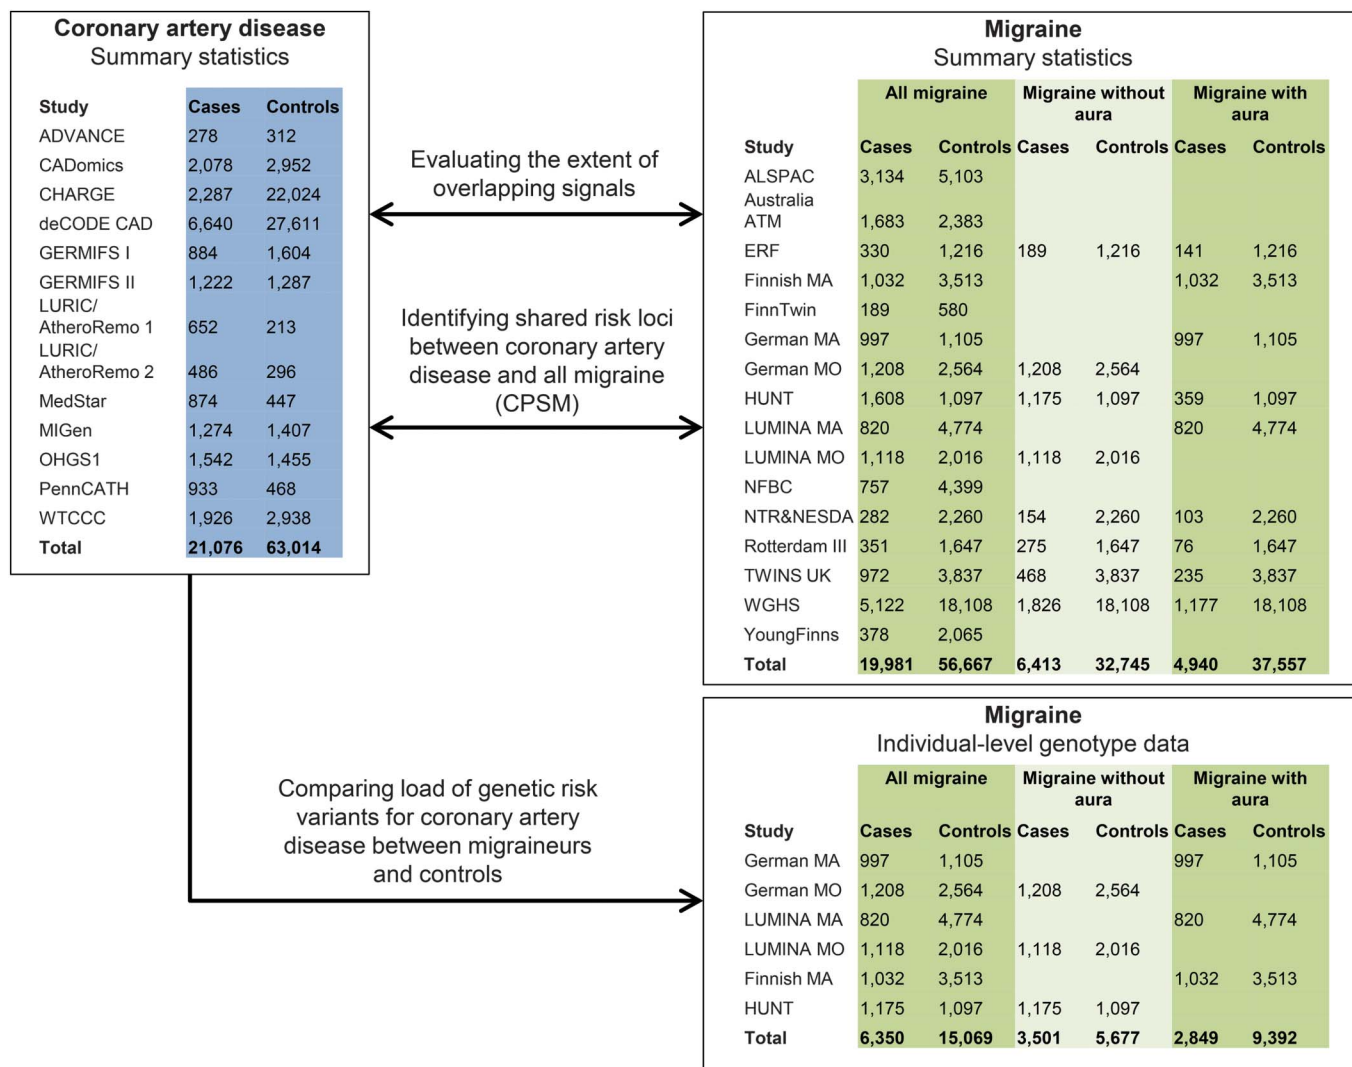 Coronary artery disease
Summary statistics
Study Cases Controls
ADVANCE 278 312
CADomics 2,078 2,952
CHARGE 2,287 22,024
deCODE CAD 6,640 27,611
GERMIFS I 884 1,604
GERMIFS II 1,222 1,287
LURIC/
AtheroRemo 1 652 213
LURIC/
AtheroRemo 2 486 296
MedStar 874 447
MIGen 1,274 1,407
OHGS1 1,542 1,455
PennCATH 933 468
WTCCC 1,926 2,938
Total 21,076 63,014
Evaluating the extent of
overlapping signals
Identifying shared risk loci
between coronary artery
disease and all migraine
(CPSM)
Migraine
Summary statistics
All migraine Migraine without Migraine with
aura aura
Study Cases Controls Cases Controls Cases Controls
ALSPAC 3,134 5,103
Australia
ATM 1,683 2,383
ERF 330 1,216 189 1,216 141 1,216
Finnish MA 1,032 3,513 1,032 3,513
FinnTwin 189 580
German MA 997 1,105 997 1,105
German MO 1,208 2,564 1,208 2,564
HUNT 1,608 1,097 1,175 1,097 359 1,097
LUMINA MA 820 4,774 820 4,774
LUMINA MO 1,118 2,016 1,118 2,016
NFBC 757 4,399
NTR&NESDA 282 2,260 154 2,260 103 2,260
Rotterdam III 351 1,647 275 1,647 76 1,647
TWINS UK 972 3,837 468 3,837 235 3,837
WGHS 5,122 18,108 1,826 18,108 1,177 18,108
YoungFinns 378 2,065
Total 19,981 56,667 6,413 32,745 4,940 37,557
Comparing load of genetic risk
variants for coronary artery
disease between migraineurs
and controls
Migraine
Individual-level genotype data
All migraine Migraine without Migraine with
aura aura
Study Cases Controls Cases Controls Cases Controls
German MA 997 1,105 997 1,105
German MO 1,208 2,564 1,208 2,564
LUMINA MA 820 4,774 820 4,774
LUMINA MO 1,118 2,016 1,118 2,016
Finnish MA 1,032 3,513 1,032 3,513
HUNT 1,175 1,097 1,175 1,097
Total 6,350 15,069 3,501 5,677 2,849 9,392